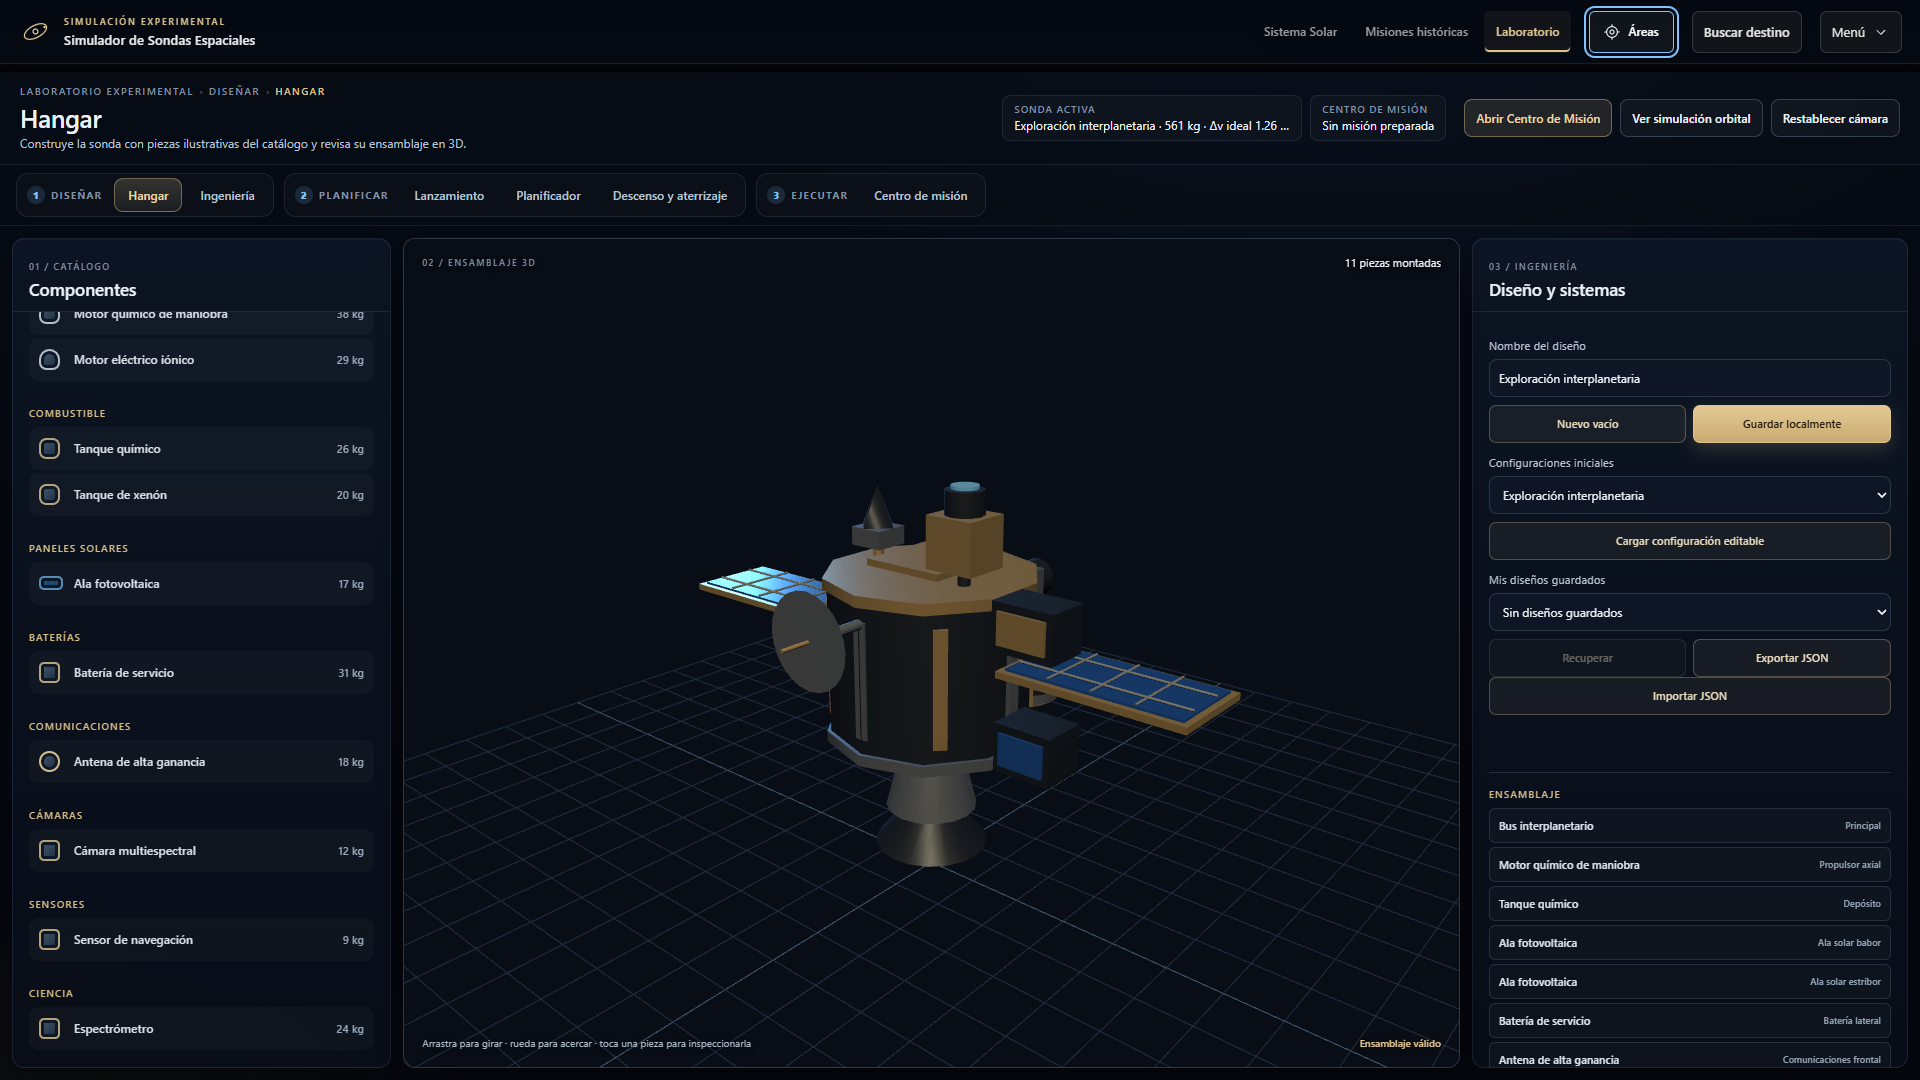 SIMULACIÓN EXPERIMENTAL
Simulador de Sondas Espaciales
Sistema Solar
Misiones históricas
Laboratorio
Áreas
Buscar destino
Menú
LABORATORIO EXPERIMENTAL › DISEÑAR › HANGAR
Hangar
Construye la sonda con piezas ilustrativas del catálogo y revisa su ensamblaje en 3D.
SONDA ACTIVA
Exploración interplanetaria · 561 kg · Δv ideal 1.26 ...
CENTRO DE MISIÓN
Sin misión preparada
Abrir Centro de Misión
Ver simulación orbital
Restablecer cámara
1 DISEÑAR
Hangar
Ingeniería
2 PLANIFICAR
Lanzamiento
Planificador
Descenso y aterrizaje
3 EJECUTAR
Centro de misión
01 / CATÁLOGO
Componentes
Motor químico de maniobra 38 kg
Motor eléctrico iónico 29 kg
COMBUSTIBLE
Tanque químico 26 kg
Tanque de xenón 20 kg
PANELES SOLARES
Ala fotovoltaica 17 kg
BATERÍAS
Batería de servicio 31 kg
COMUNICACIONES
Antena de alta ganancia 18 kg
CÁMARAS
Cámara multiespectral 12 kg
SENSORES
Sensor de navegación 9 kg
CIENCIA
Espectrómetro 24 kg
02 / ENSAMBLAJE 3D
11 piezas montadas
Arrastra para girar · rueda para acercar · toca una pieza para inspeccionarla
Ensamblaje válido
03 / INGENIERÍA
Diseño y sistemas
Nombre del diseño
Exploración interplanetaria
Nuevo vacío
Guardar localmente
Configuraciones iniciales
Exploración interplanetaria
Cargar configuración editable
Mis diseños guardados
Sin diseños guardados
Recuperar
Exportar JSON
Importar JSON
ENSAMBLAJE
Bus interplanetario Principal
Motor químico de maniobra Propulsor axial
Tanque químico Depósito
Ala fotovoltaica Ala solar babor
Ala fotovoltaica Ala solar estribor
Batería de servicio Batería lateral
Antena de alta ganancia Comunicaciones frontal